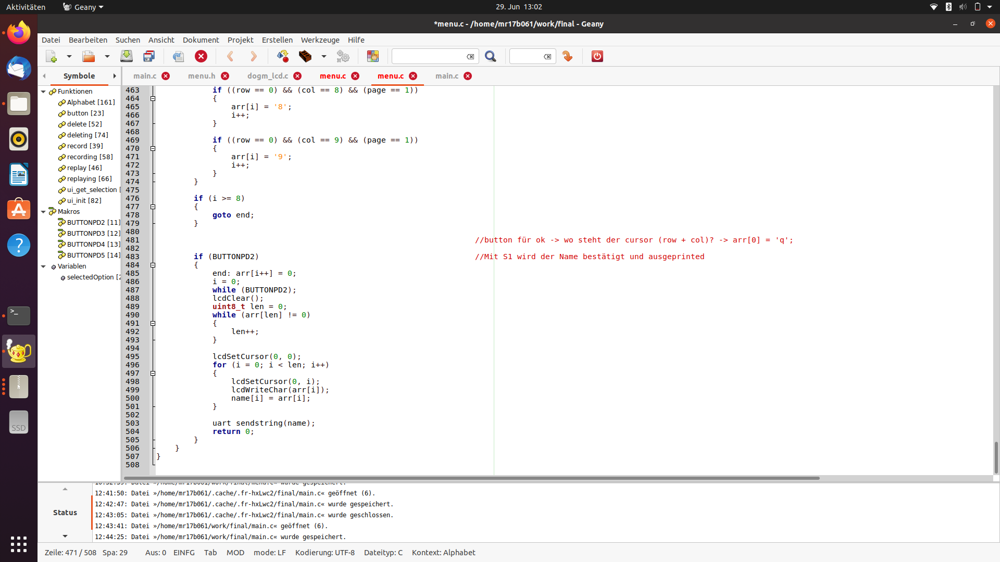 Aktivitäten
Geany
29. Jun 13:02
*menu.c - /home/mr17b061/work/final - Geany
Datei Bearbeiten Suchen Ansicht Dokument Projekt Erstellen Werkzeuge Hilfe
Symbole
main.c menu.h dogm_lcd.c menu.c menu.c main.c
Funktionen
Alphabet [161]
button [23]
delete [52]
deleting [74]
record [39]
recording [58]
replay [46]
replaying [66]
ui_get_selection [
ui_init [82]
Makros
BUTTONPD2 [11]
BUTTONPD3 [12]
BUTTONPD4 [13]
BUTTONPD5 [14]
Variablen
selectedOption [2
463 if ((row == 0) && (col == 8) && (page == 1))
464 {
465 arr[i] = '8';
466 i++;
467 }
468
469 if ((row == 0) && (col == 9) && (page == 1))
470 {
471 arr[i] = '9';
472 i++;
473 }
474 }
475
476 if (i >= 8)
477 {
478 goto end;
479 }
480
481 //button für ok -> wo steht der cursor (row + col)? -> arr[0] = 'q';
482
483 if (BUTTONPD2) //Mit S1 wird der Name bestätigt und ausgeprinted
484 {
485 end: arr[i++] = 0;
486 i = 0;
487 while (BUTTONPD2);
488 lcdClear();
489 uint8_t len = 0;
490 while (arr[len] != 0)
491 {
492 len++;
493 }
494
495 lcdSetCursor(0, 0);
496 for (i = 0; i < len; i++)
497 {
498 lcdSetCursor(0, i);
499 lcdWriteChar(arr[i]);
500 name[i] = arr[i];
501 }
502
503 uart sendstring(name);
504 return 0;
505 }
506 }
507 }
508
SSD
Status
10:52:59: Datei »/home/mr17b061/work/final/menu.c« wurde gespeichert.
12:41:50: Datei »/home/mr17b061/.cache/.fr-hxLwc2/final/main.c« geöffnet (6).
12:42:47: Datei »/home/mr17b061/.cache/.fr-hxLwc2/final/main.c« wurde gespeichert.
12:43:05: Datei »/home/mr17b061/.cache/.fr-hxLwc2/final/main.c« wurde geschlossen.
12:43:41: Datei »/home/mr17b061/work/final/main.c« geöffnet (6).
12:44:25: Datei »/home/mr17b061/work/final/main.c« wurde gespeichert.
Zeile: 471 / 508 Spa: 29 Aus: 0 EINFG Tab MOD mode: LF Kodierung: UTF-8 Dateityp: C Kontext: Alphabet